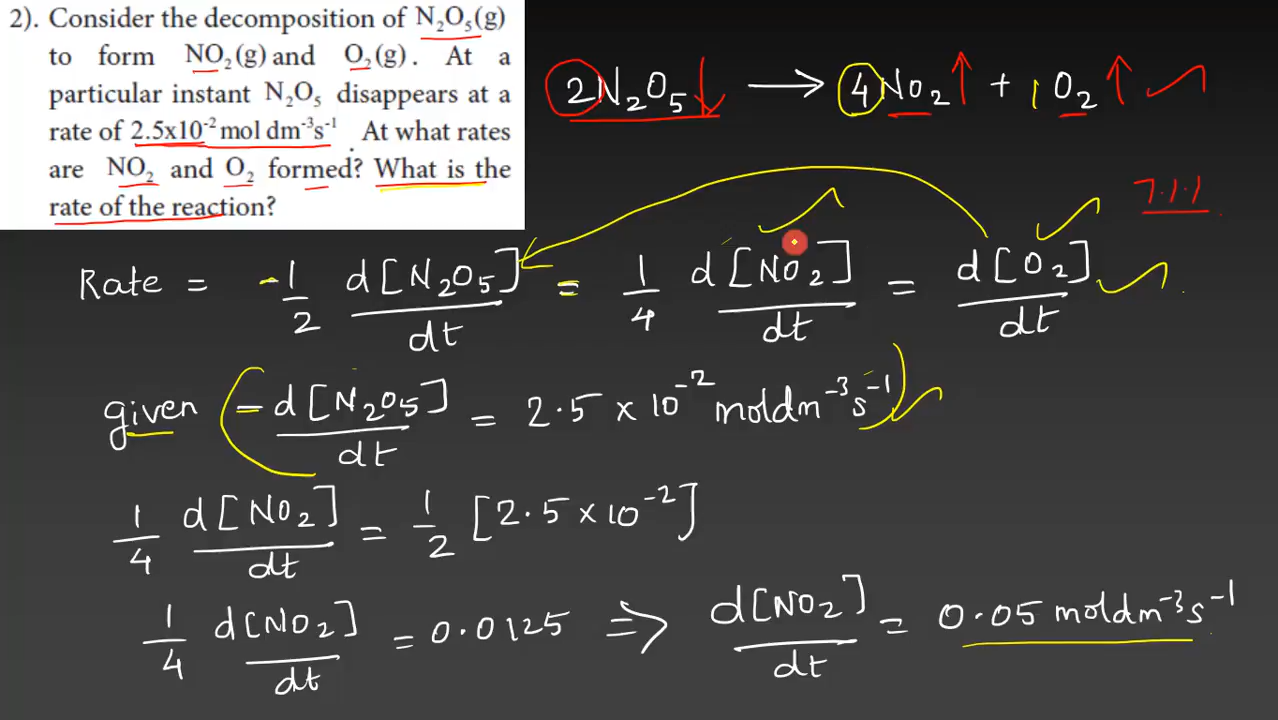 2). Consider the decomposition of N₂O₅(g)
to form NO₂(g) and O₂(g). At a
particular instant N₂O₅ disappears at a
rate of 2.5x10⁻² mol dm⁻³s⁻¹. At what rates
are NO₂ and O₂ formed? What is the
rate of the reaction?
2N₂O₅↓ ⟶ 4NO₂↑ + 1O₂↑
7.1.1
Rate = -1/2 d[N₂O₅]/dt = 1/4 d[NO₂]/dt = d[O₂]/dt
given -d[N₂O₅]/dt = 2.5 × 10⁻² moldm⁻³s⁻¹
1/4 d[NO₂]/dt = 1/2 [2.5 × 10⁻²]
1/4 d[NO₂]/dt = 0.0125 ⇒ d[NO₂]/dt = 0.05 moldm⁻³s⁻¹